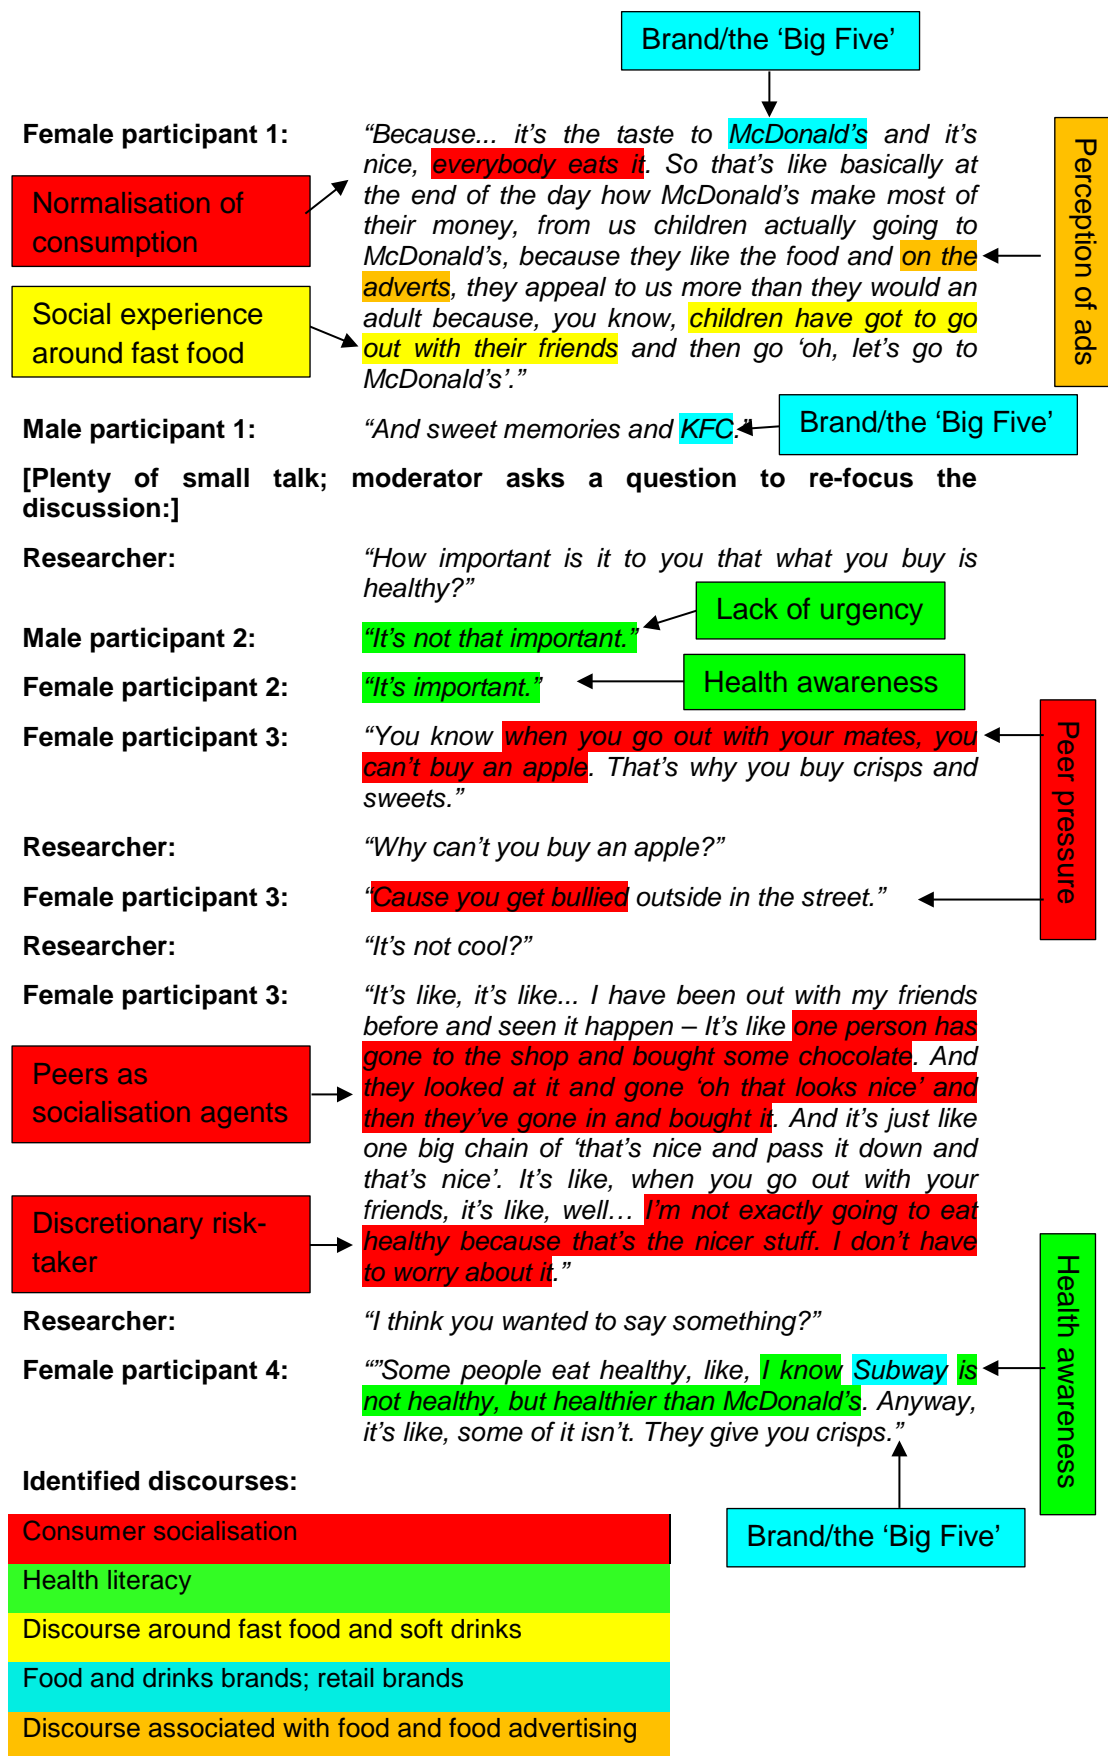 Brand/the ‘Big Five’
Female participant 1:
“Because... it’s the taste to McDonald’s and it’s
nice, everybody eats it. So that’s like basically at
the end of the day how McDonald’s make most of
their money, from us children actually going to
McDonald’s, because they like the food and on the
adverts, they appeal to us more than they would an
adult because, you know, children have got to go
out with their friends and then go ‘oh, let’s go to
McDonald’s’.”
Normalisation of
consumption
Social experience
around fast food
Perception of ads
Male participant 1:
“And sweet memories and KFC.”
Brand/the ‘Big Five’
[Plenty of small talk; moderator asks a question to re-focus the
discussion:]
Researcher:
“How important is it to you that what you buy is
healthy?”
Lack of urgency
Male participant 2:
“It’s not that important.”
Female participant 2:
“It’s important.”
Health awareness
Female participant 3:
“You know when you go out with your mates, you
can’t buy an apple. That’s why you buy crisps and
sweets.”
Peer pressure
Researcher:
“Why can’t you buy an apple?”
Female participant 3:
“Cause you get bullied outside in the street.”
Researcher:
“It’s not cool?”
Female participant 3:
“It’s like, it’s like... I have been out with my friends
before and seen it happen – It’s like one person has
gone to the shop and bought some chocolate. And
they looked at it and gone ‘oh that looks nice’ and
then they’ve gone in and bought it. And it’s just like
one big chain of ‘that’s nice and pass it down and
that’s nice’. It’s like, when you go out with your
friends, it’s like, well… I’m not exactly going to eat
healthy because that’s the nicer stuff. I don’t have
to worry about it.”
Peers as
socialisation agents
Discretionary risk-
taker
Researcher:
“I think you wanted to say something?”
Female participant 4:
“”Some people eat healthy, like, I know Subway is
not healthy, but healthier than McDonald’s. Anyway,
it’s like, some of it isn’t. They give you crisps.”
Health awareness
Brand/the ‘Big Five’
Identified discourses:
Consumer socialisation
Health literacy
Discourse around fast food and soft drinks
Food and drinks brands; retail brands
Discourse associated with food and food advertising